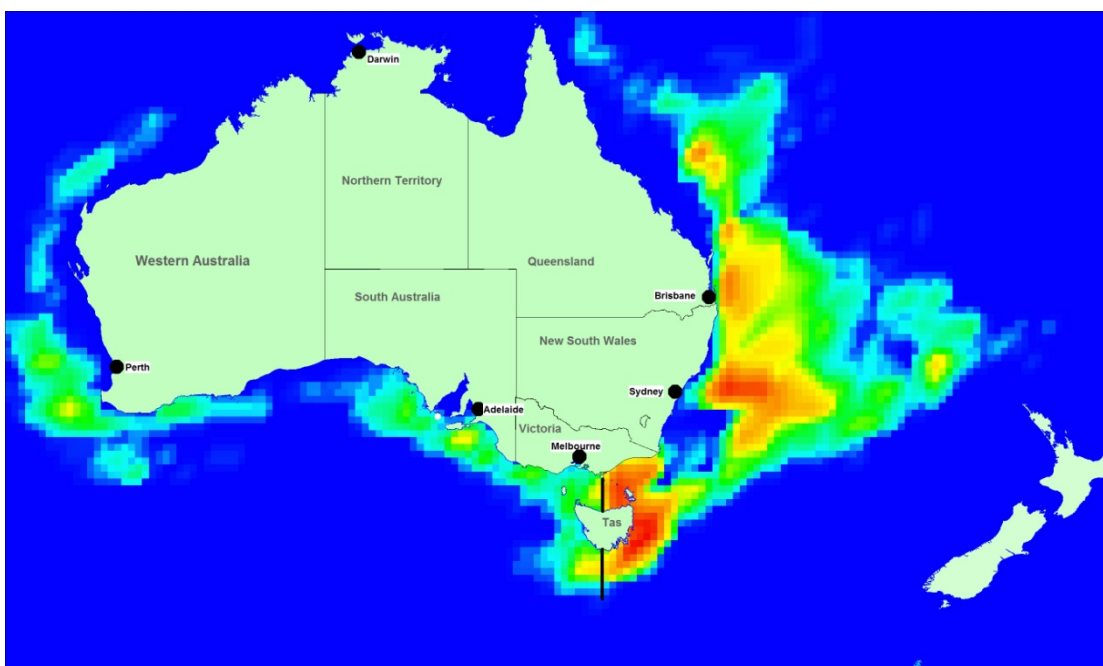 Darwin
Northern Territory
Western Australia
Queensland
South Australia
Brisbane
New South Wales
Perth
Sydney
Adelaide
Victoria
Melbourne
Tas